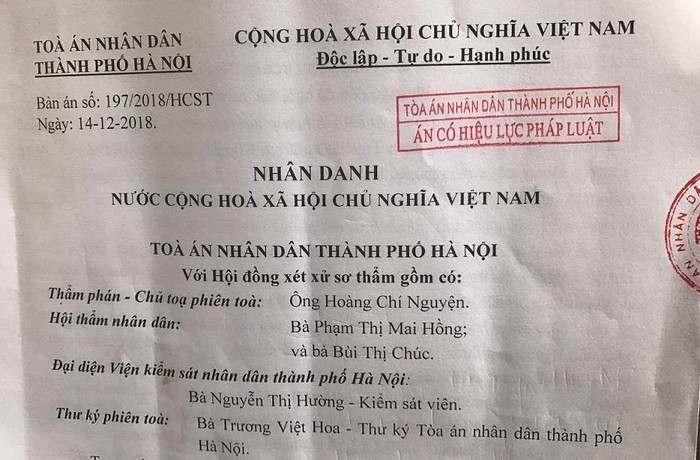 TOÀ ÁN NHÂN DÂN
THÀNH PHỐ HÀ NỘI
CỘNG HOÀ XÃ HỘI CHỦ NGHĨA VIỆT NAM
Độc lập - Tự do - Hạnh phúc
Bản án số: 197/2018/HCST
Ngày: 14-12-2018.
TÒA ÁN NHÂN DÂN THÀNH PHỐ HÀ NỘI
ÁN CÓ HIỆU LỰC PHÁP LUẬT
NHÂN DANH
NƯỚC CỘNG HOÀ XÃ HỘI CHỦ NGHĨA VIỆT NAM
TOÀ ÁN NHÂN DÂN THÀNH PHỐ HÀ NỘI
Với Hội đồng xét xử sơ thẩm gồm có:
Thẩm phán - Chủ toạ phiên toà: Ông Hoàng Chí Nguyện.
Hội thẩm nhân dân: Bà Phạm Thị Mai Hồng;
và bà Bùi Thị Chúc.
Đại diện Viện kiểm sát nhân dân thành phố Hà Nội:
Bà Nguyễn Thị Hường - Kiểm sát viên.
Thư ký phiên toà: Bà Trương Việt Hoa - Thư ký Tòa án nhân dân thành phố
Hà Nội.
ÁN NHÂN DÂ